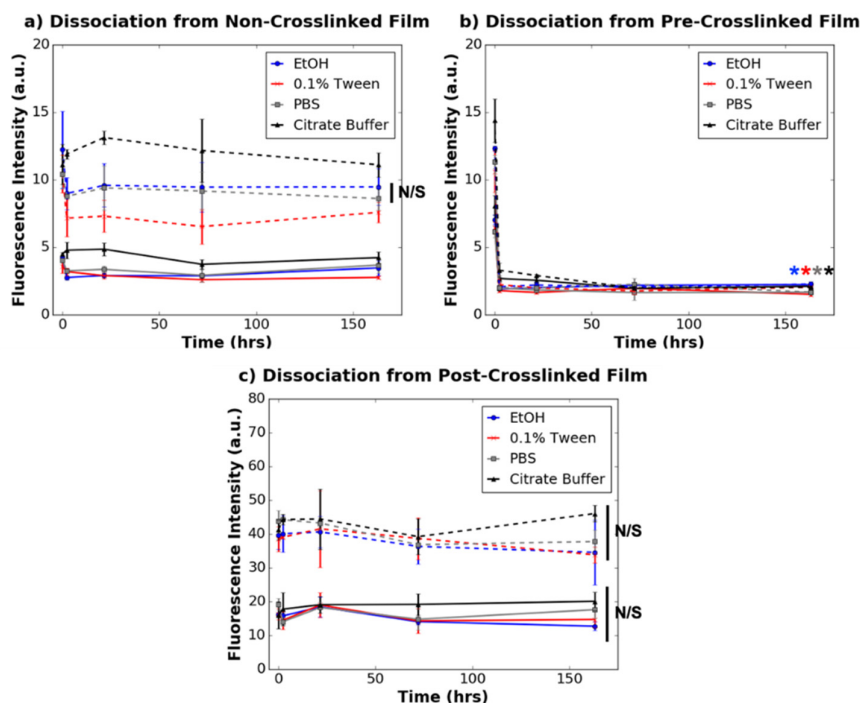 a) Dissociation from Non-Crosslinked Film
Fluorescence Intensity (a.u.)
20
15
10
5
0
0 50 100 150
Time (hrs)
EtOH
0.1% Tween
PBS
Citrate Buffer
N/S
b) Dissociation from Pre-Crosslinked Film
Fluorescence Intensity (a.u.)
20
15
10
5
0
0 50 100 150
Time (hrs)
EtOH
0.1% Tween
PBS
Citrate Buffer
****
c) Dissociation from Post-Crosslinked Film
Fluorescence Intensity (a.u.)
80
70
60
50
40
30
20
10
0
0 50 100 150
Time (hrs)
EtOH
0.1% Tween
PBS
Citrate Buffer
N/S
N/S